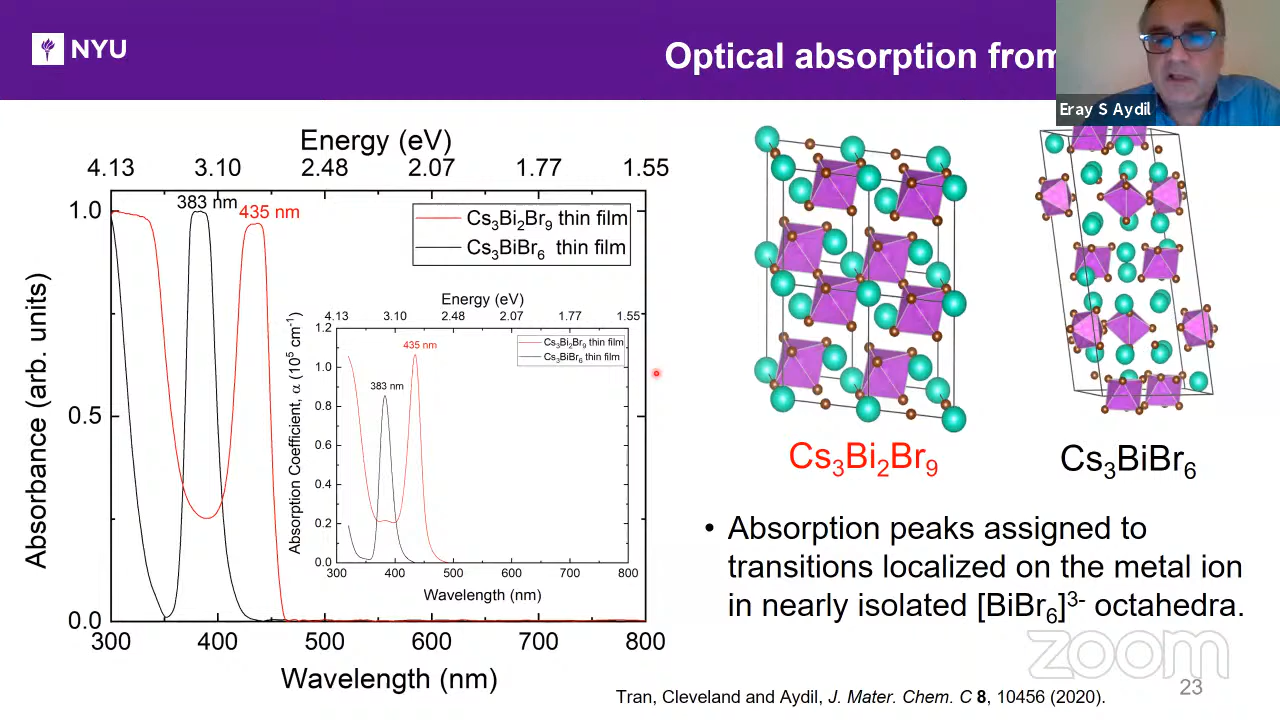 NYU
Optical absorption from
Eray S Aydil
Energy (eV)
4.13 3.10 2.48 2.07 1.77 1.55
383 nm
435 nm
Cs3Bi2Br9 thin film
Cs3BiBr6 thin film
1.0
0.5
0.0
Absorbance (arb. units)
300 400 500 600 700 800
Wavelength (nm)
Energy (eV)
4.13 3.10 2.48 2.07 1.77 1.55
435 nm
383 nm
Cs3Bi2Br9 thin film
Cs3BiBr6 thin film
1.2
1.0
0.8
0.6
0.4
0.2
0.0
Absorption Coefficient, α (10^5 cm^-1)
300 400 500 600 700 800
Wavelength (nm)
Cs3Bi2Br9
Cs3BiBr6
• Absorption peaks assigned to
transitions localized on the metal ion
in nearly isolated [BiBr6]^3- octahedra.
zoom
Tran, Cleveland and Aydil, J. Mater. Chem. C 8, 10456 (2020).
23